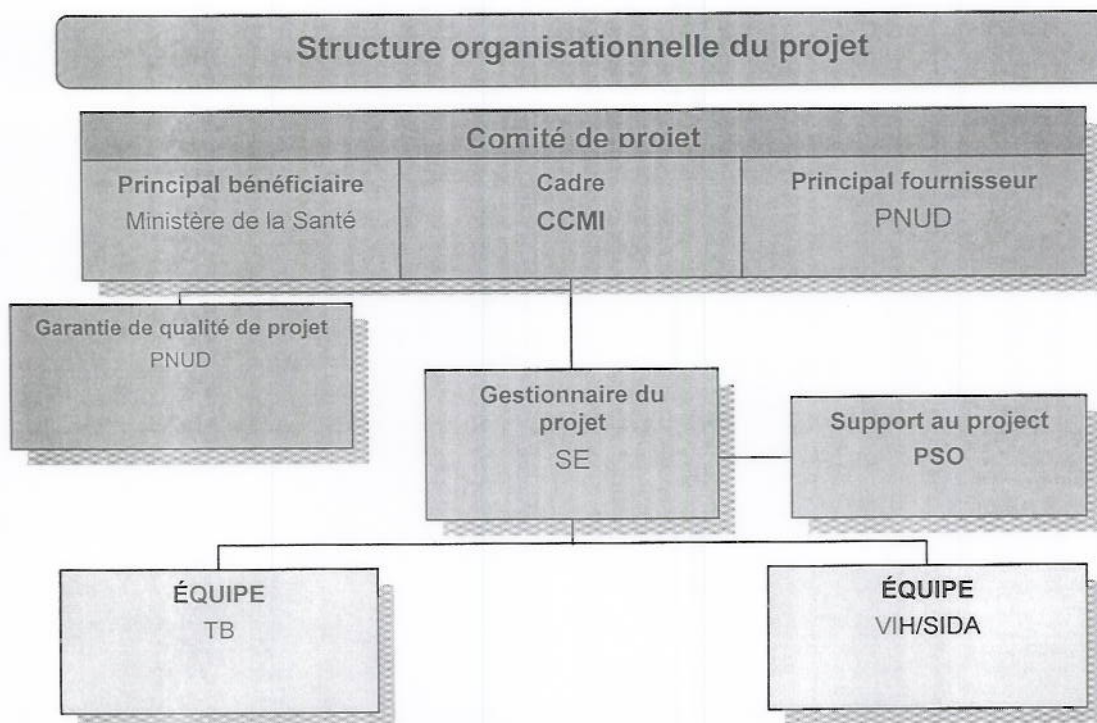 Structure organisationnelle du projet
Comité de projet
Principal bénéficiaire
Ministère de la Santé
Cadre
CCMI
Principal fournisseur
PNUD
Garantie de qualité de projet
PNUD
Gestionnaire du
projet
SE
Support au project
PSO
ÉQUIPE
TB
ÉQUIPE
VIH/SIDA